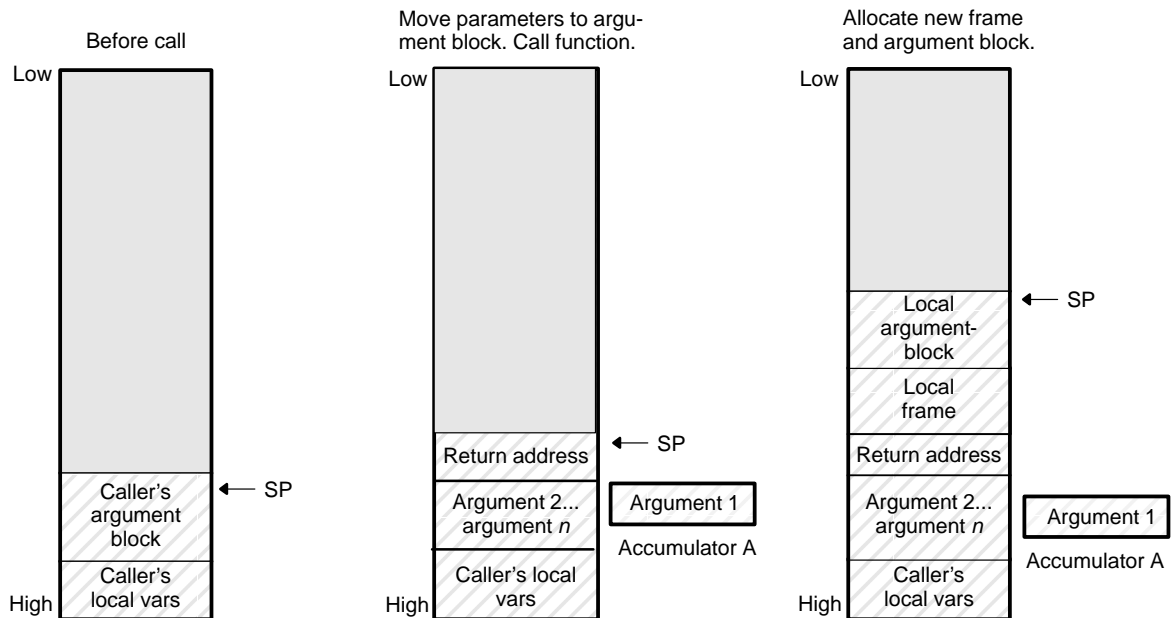 Before call
Low
SP
Caller's
argument
block
Caller's
local vars
High
Move parameters to argu-
ment block. Call function.
Low
SP
Return address
Argument 2...
argument n
Argument 1
Accumulator A
Caller's local
vars
High
Allocate new frame
and argument block.
Low
SP
Local
argument-
block
Local
frame
Return address
Argument 2...
argument n
Argument 1
Accumulator A
Caller's
local vars
High